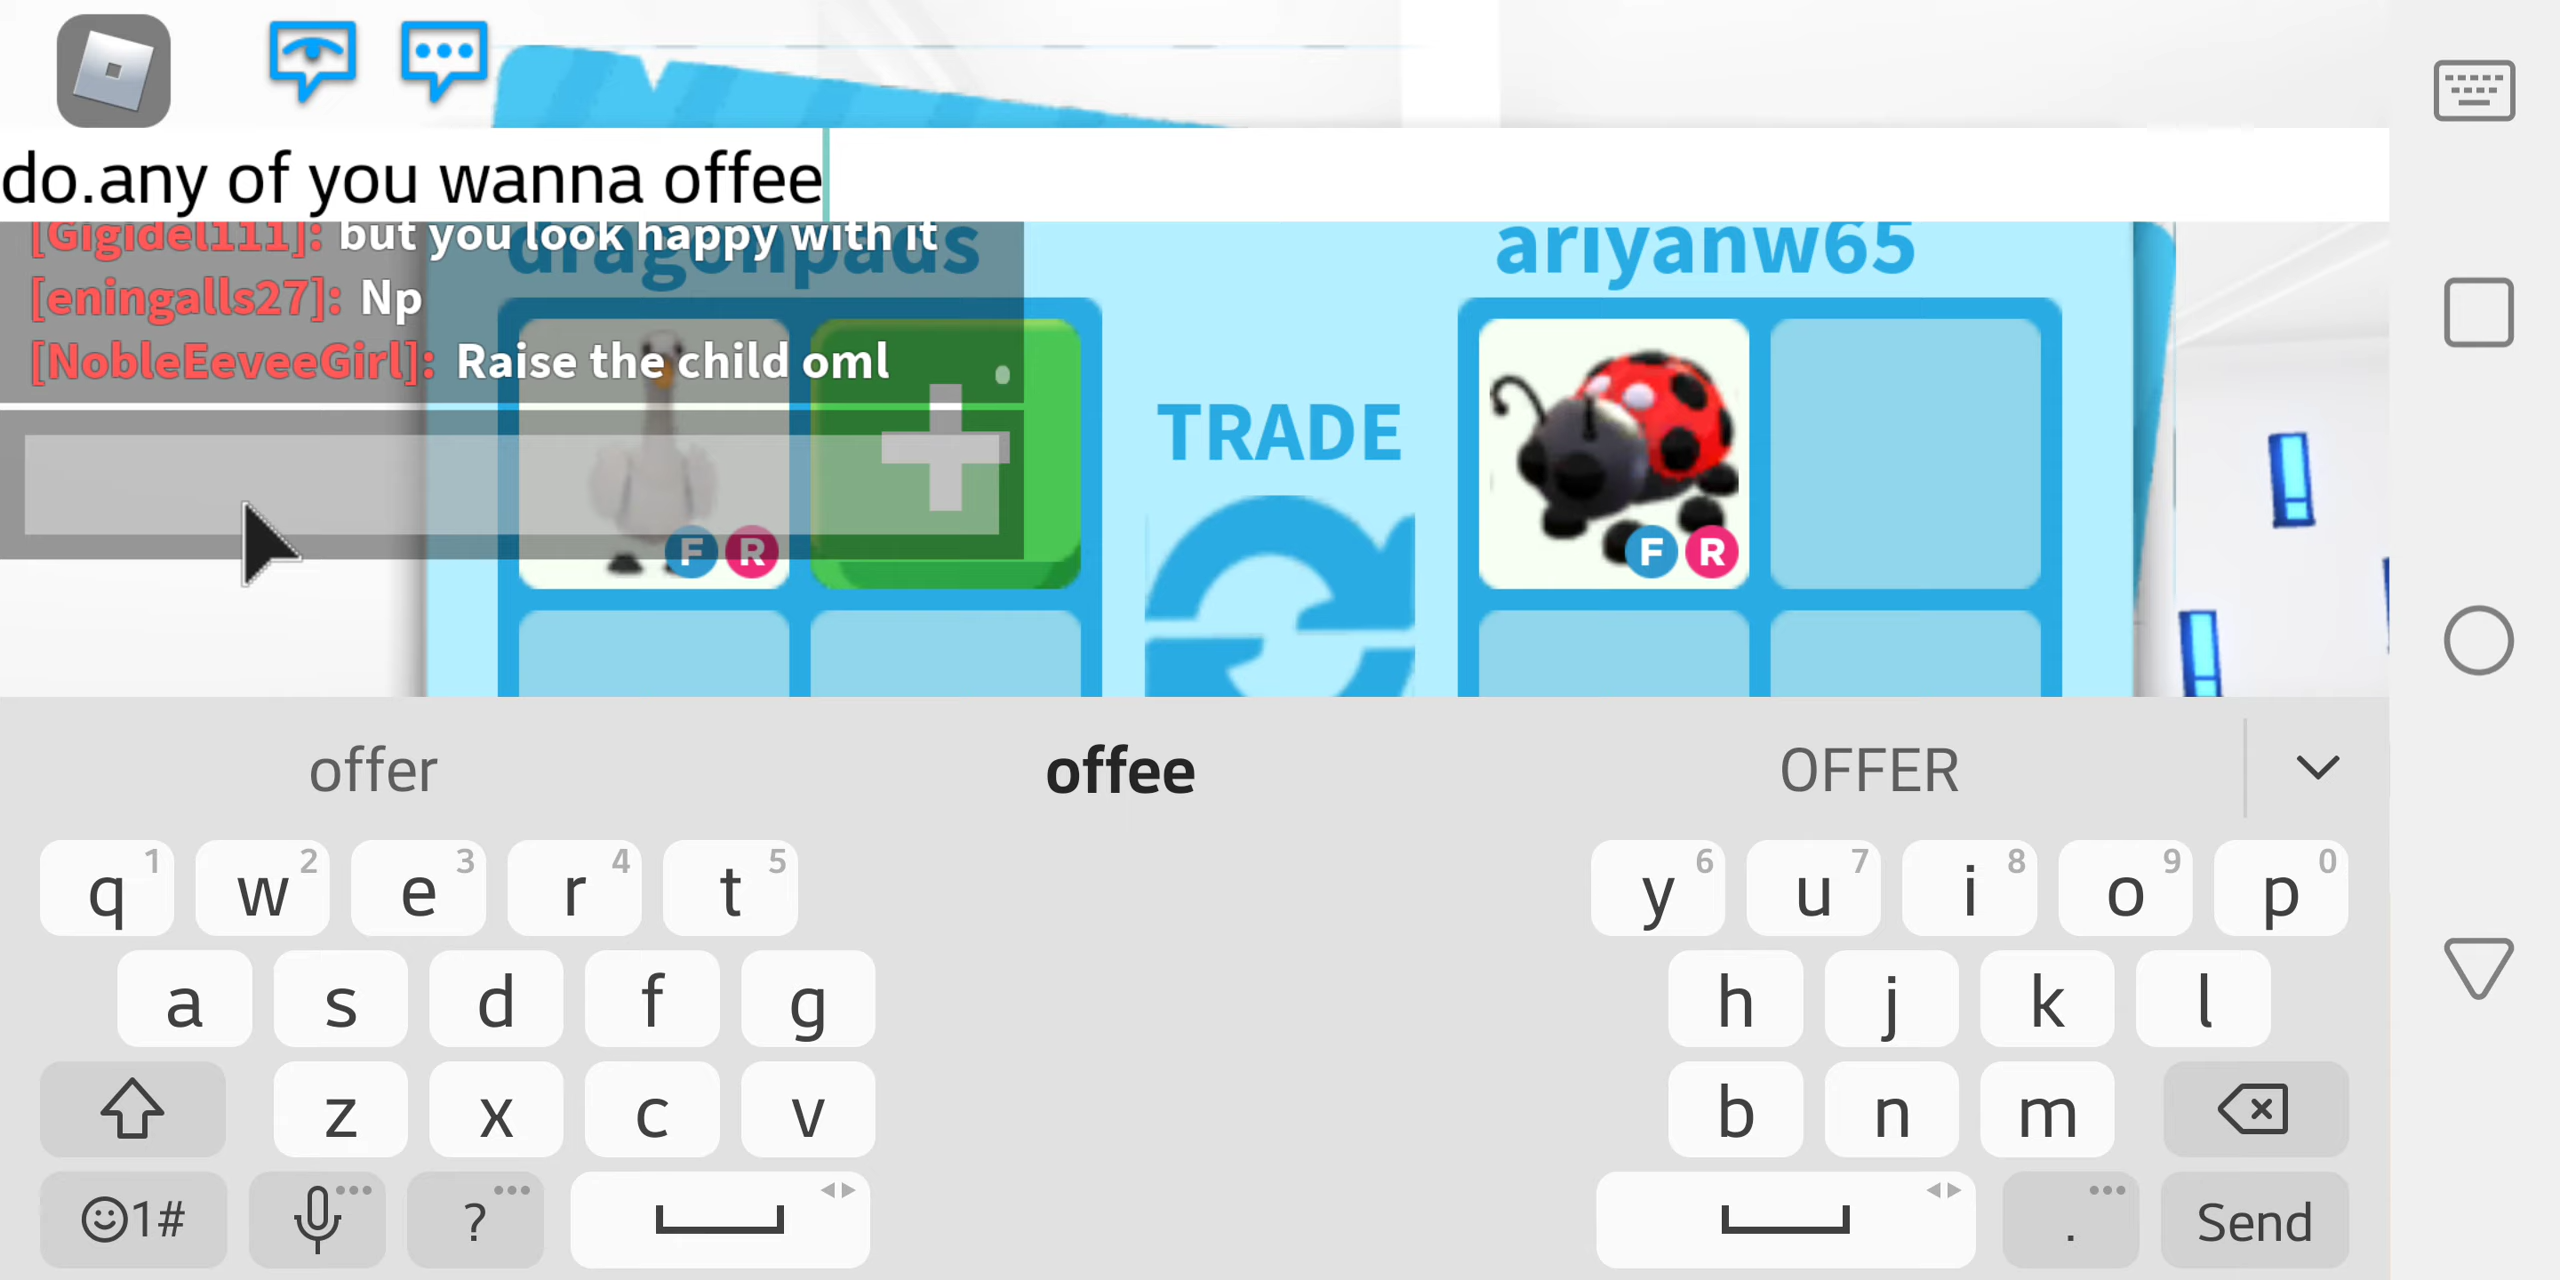 do.any of you wanna offee
[Gigidel111]: but you look happy with it
dragonpads
ariyanw65
[eningalls27]: Np
[NobleEeveeGirl]: Raise the child oml
TRADE
F R
F R
offer offee OFFER
q 1 w 2 e 3 r 4 t 5 y 6 u 7 i 8 o 9 p 0
a s d f g h j k l
z x c v b n m
1# ? . Send